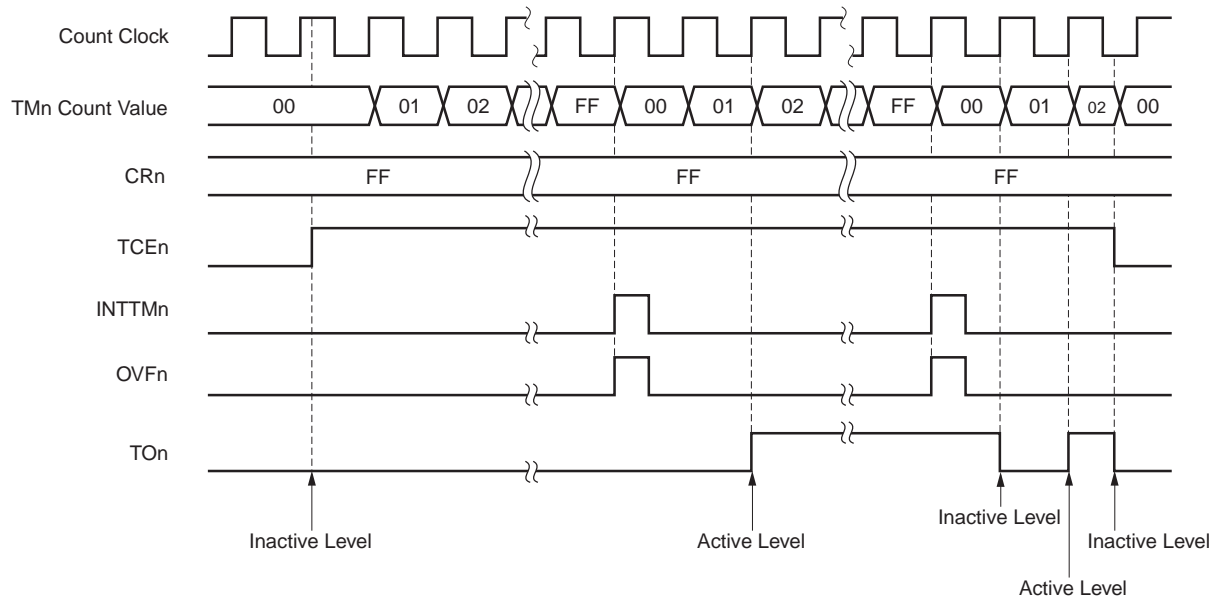 Count Clock
TMn Count Value 00 01 02 FF 00 01 02 FF 00 01 02 00
CRn FF FF FF
TCEn
INTTMn
OVFn
TOn
Inactive Level Active Level Inactive Level Inactive Level
Active Level